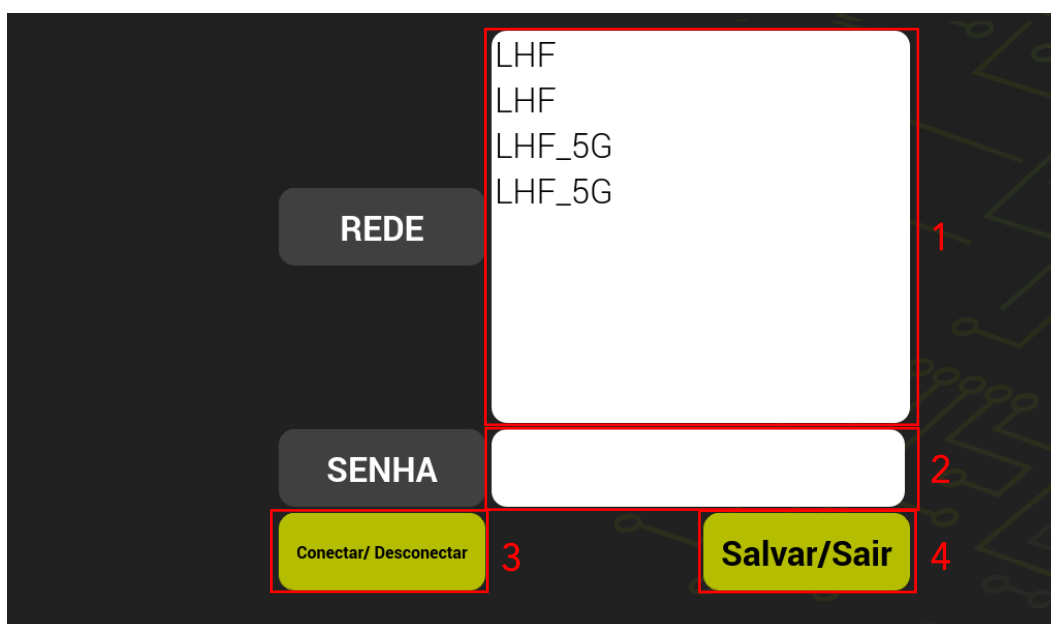 LHF
LHF
LHF_5G
LHF_5G
REDE
1
SENHA
2
Conectar/ Desconectar
3
Salvar/Sair
4